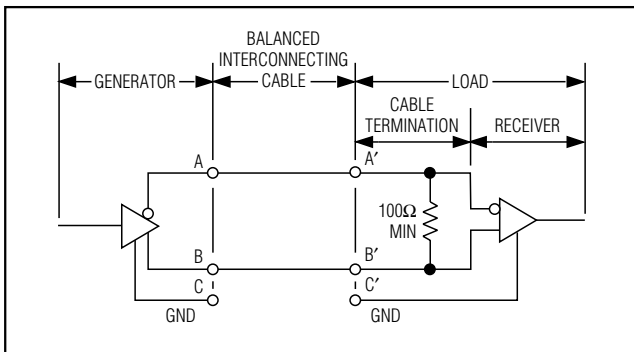 BALANCED
INTERCONNECTING
GENERATOR CABLE LOAD
CABLE
TERMINATION RECEIVER
A A′
100Ω
MIN
B B′
C C′
GND GND